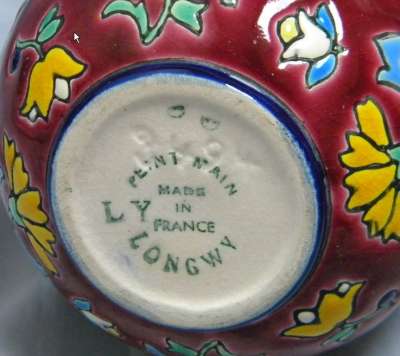 PEINT MAIN
MADE
IN
LY FRANCE
LONGWY